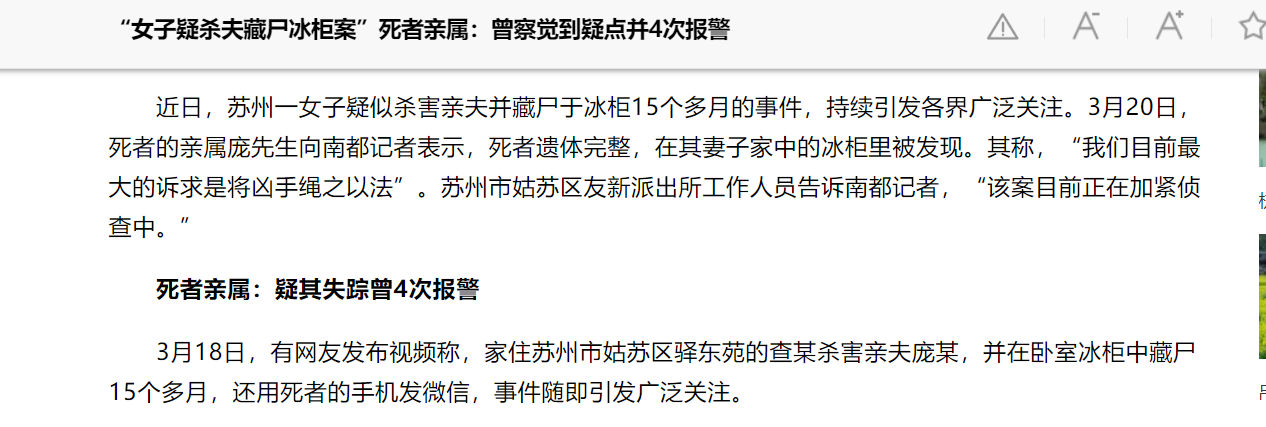 “女子疑杀夫藏尸冰柜案”死者亲属：曾察觉到疑点并4次报警
A-
A+
近日，苏州一女子疑似杀害亲夫并藏尸于冰柜15个多月的事件，持续引发各界广泛关注。3月20日，
死者的亲属庞先生向南都记者表示，死者遗体完整，在其妻子家中的冰柜里被发现。其称，“我们目前最
大的诉求是将凶手绳之以法”。苏州市姑苏区友新派出所工作人员告诉南都记者，“该案目前正在加紧侦
查中。”
死者亲属：疑其失踪曾4次报警
3月18日，有网友发布视频称，家住苏州市姑苏区驿东苑的查某杀害亲夫庞某，并在卧室冰柜中藏尸
15个多月，还用死者的手机发微信，事件随即引发广泛关注。